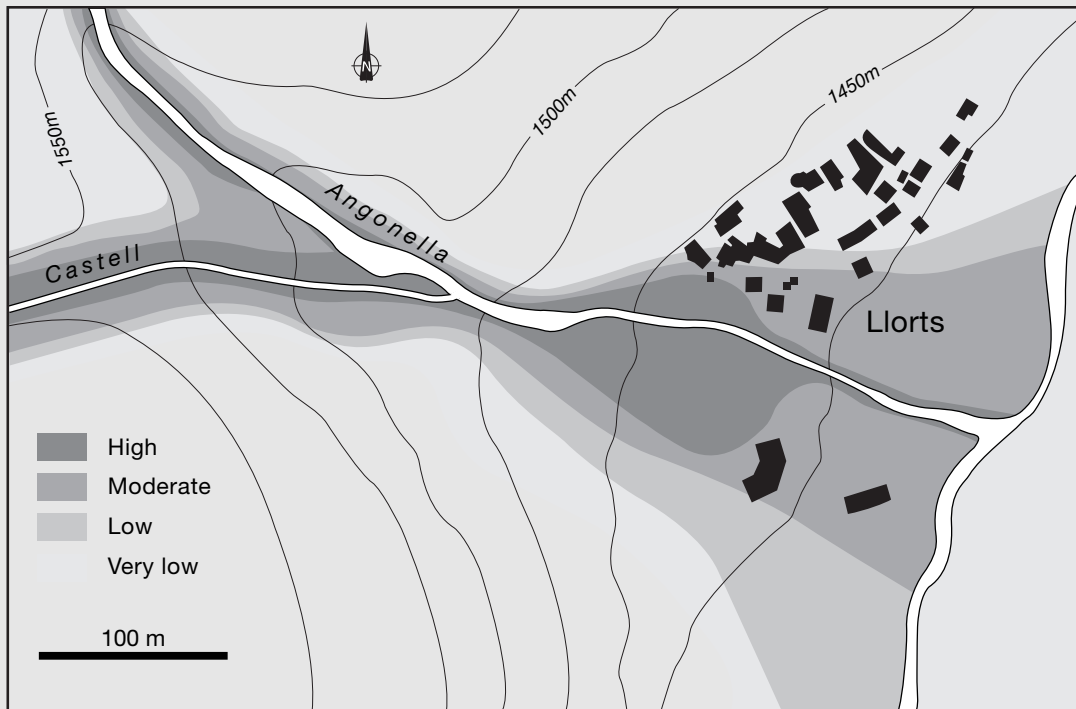 N
1550m
1500m
1450m
Angonella
Castell
Llorts
High
Moderate
Low
Very low
100 m